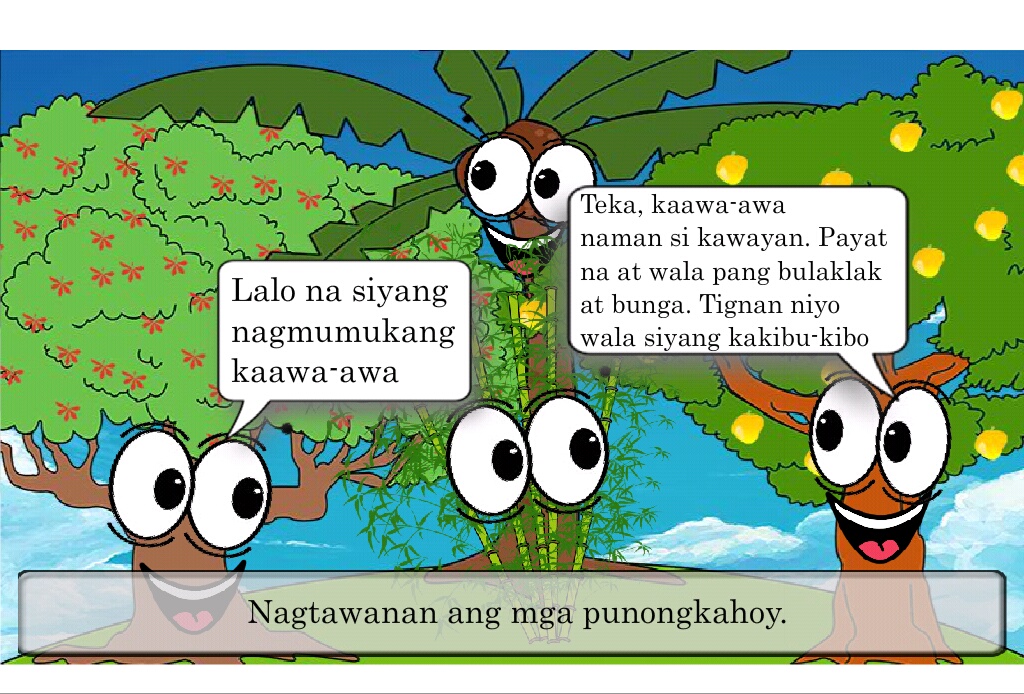 Teka, kaawa-awa
naman si kawayan. Payat
na at wala pang bulaklak
at bunga. Tignan niyo
wala siyang kakibu-kibo
Lalo na siyang
nagmumukang
kaawa-awa
Nagtawanan ang mga punongkahoy.